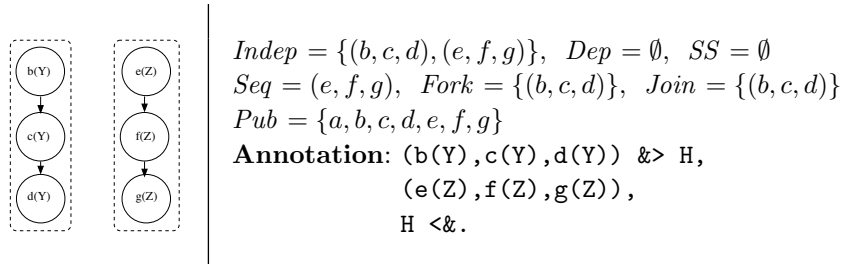 b(Y)
c(Y)
d(Y)
e(Z)
f(Z)
g(Z)
Indep = {(b, c, d), (e, f, g)}, Dep = ∅, SS = ∅
Seq = (e, f, g), Fork = {(b, c, d)}, Join = {(b, c, d)}
Pub = {a, b, c, d, e, f, g}
Annotation: (b(Y),c(Y),d(Y)) &> H,
(e(Z),f(Z),g(Z)),
H <&.